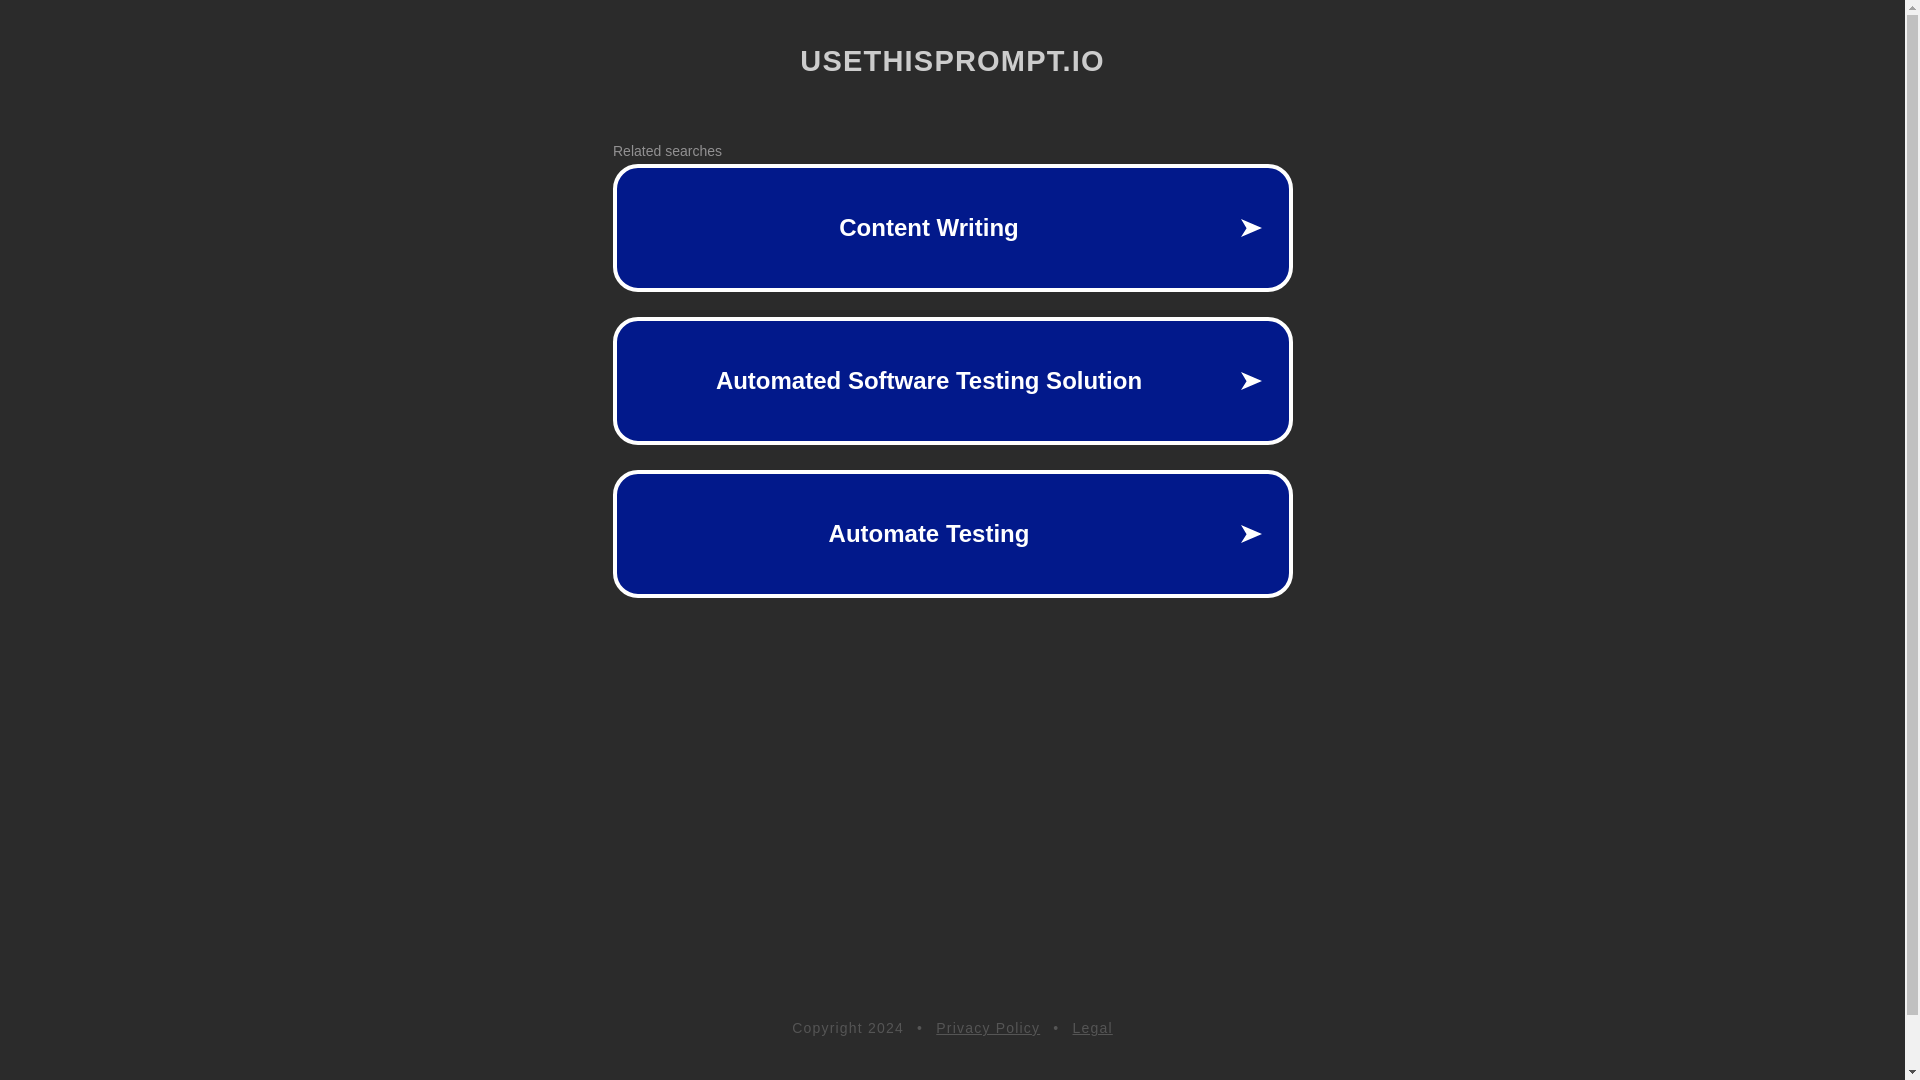 USETHISPROMPT.IO
Related searches
Content Writing
Automated Software Testing Solution
Automate Testing
Copyright 2024 • Privacy Policy • Legal